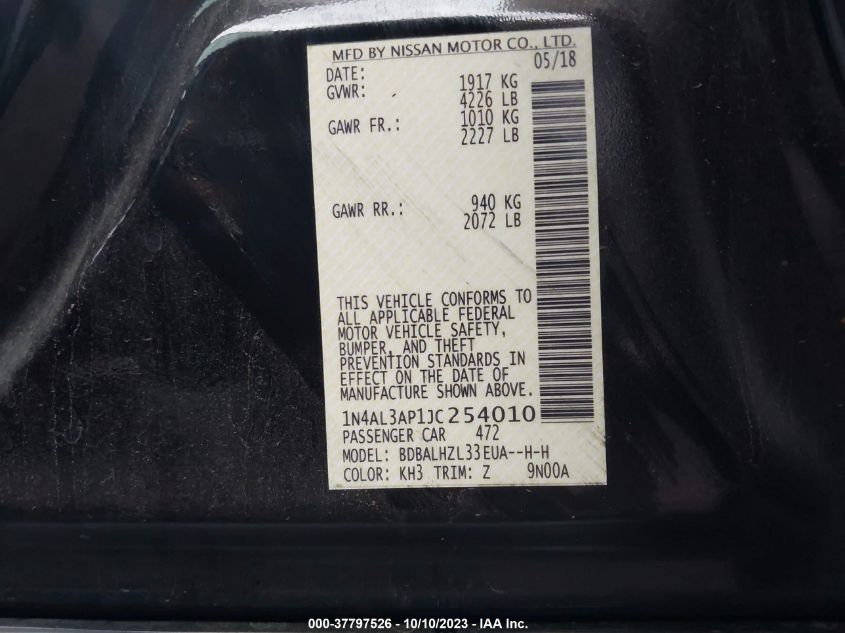 MFD BY NISSAN MOTOR CO., LTD.
DATE: 05/18
GVWR: 1917 KG
4226 LB
GAWR FR.: 1010 KG
2227 LB
GAWR RR.: 940 KG
2072 LB
THIS VEHICLE CONFORMS TO
ALL APPLICABLE FEDERAL
MOTOR VEHICLE SAFETY,
BUMPER, AND THEFT
PREVENTION STANDARDS IN
EFFECT ON THE DATE OF
MANUFACTURE SHOWN ABOVE.
1N4AL3AP1JC254010
PASSENGER CAR 472
MODEL: BDBALHZL33EUA--H-H
COLOR: KH3 TRIM: Z 9N00A
000-37797526 - 10/10/2023 - IAA Inc.